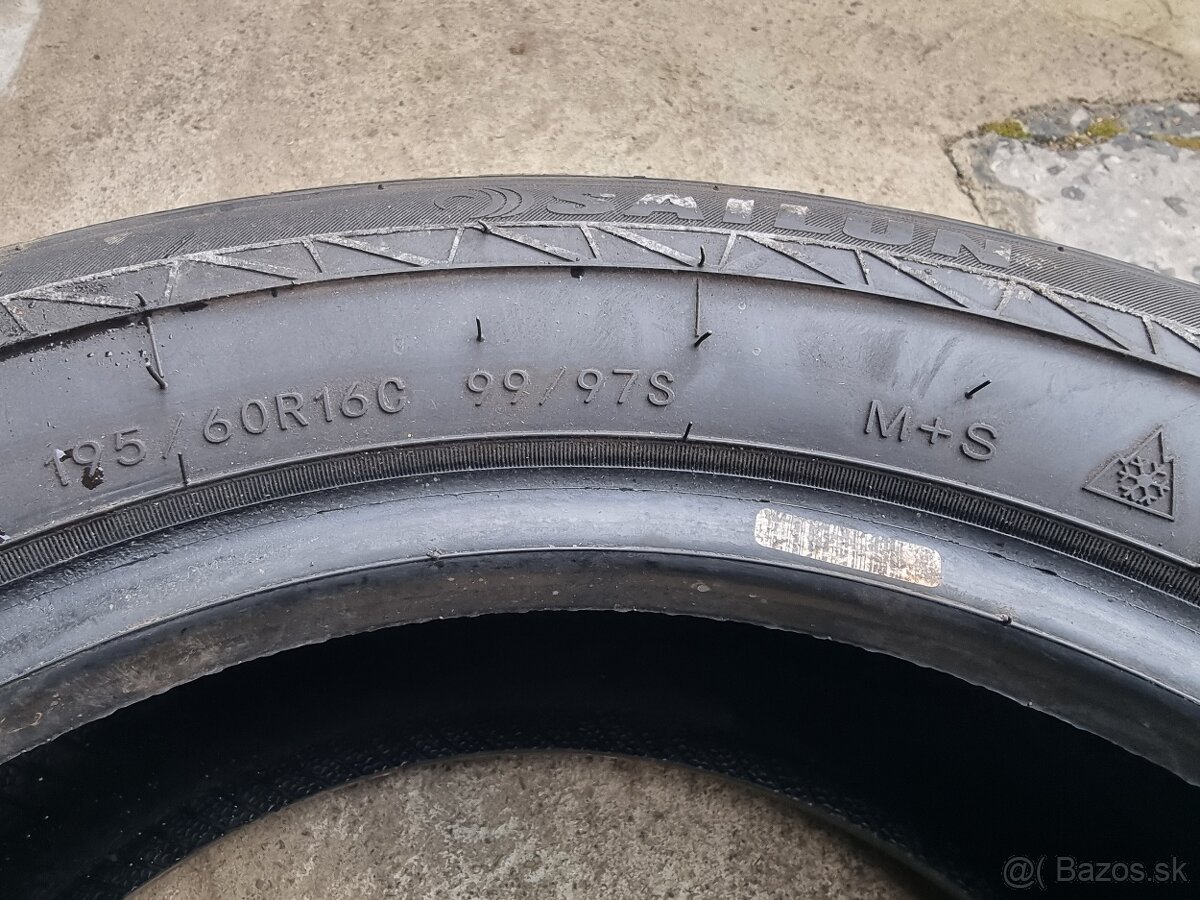 SAILUN
195/60R16C 99/97S M+S
@( Bazos.sk